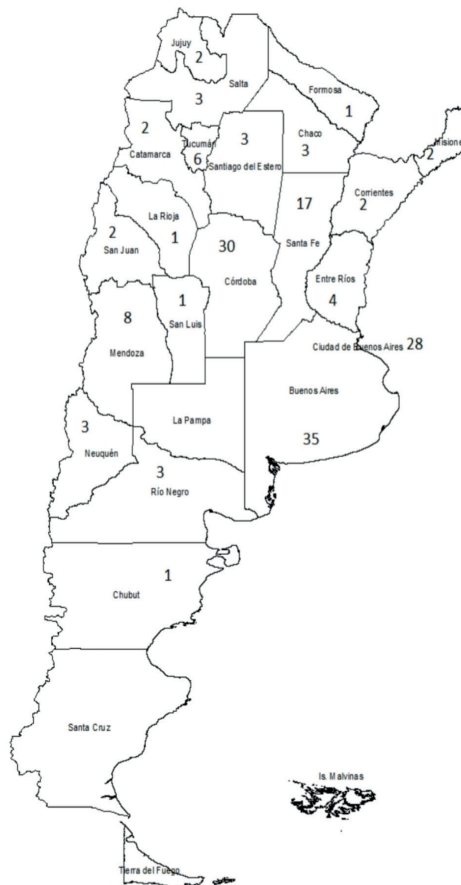 Jujuy
2
Salta
3
Formosa
1
Chaco
3
2
Catamarca
Tucumán
6
3
Santiago del Estero
Misione
2
Corrientes
2
La Rioja
1
2
San Juan
17
Santa Fe
30
Córdoba
Entre Ríos
4
1
San Luis
8
Mendoza
Ciudad de Buenos Aires 28
Buenos Aires
35
La Pampa
3
Neuquén
3
Río Negro
1
Chubut
Santa Cruz
Is. Malvinas
Tierra del Fuego